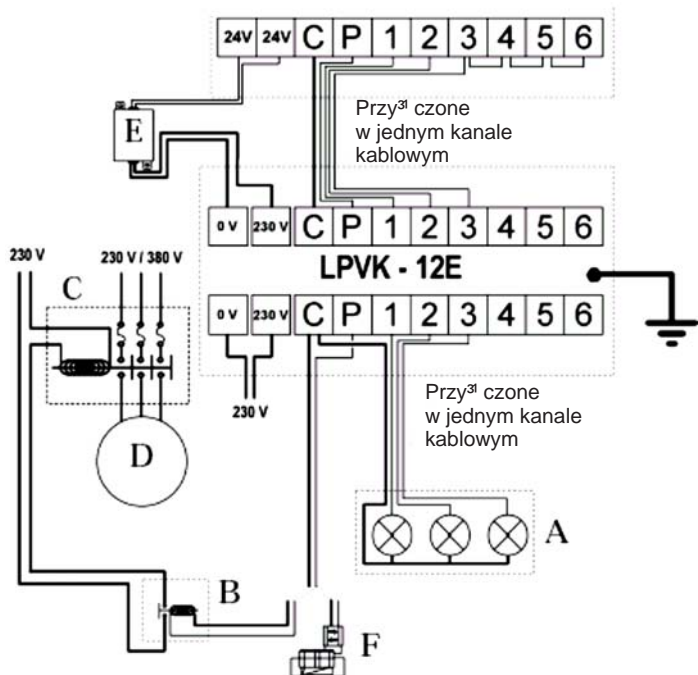 24V 24V C P 1 2 3 4 5 6
Przy³¹ czone
w jednym kanale
kablowym
E
0 V 230 V C P 1 2 3 4 5 6
LPVK - 12E
230 V
230 V / 380 V
C
0 V 230 V C P 1 2 3 4 5 6
230 V
Przy³¹ czone
w jednym kanale
kablowym
D
A
B
F